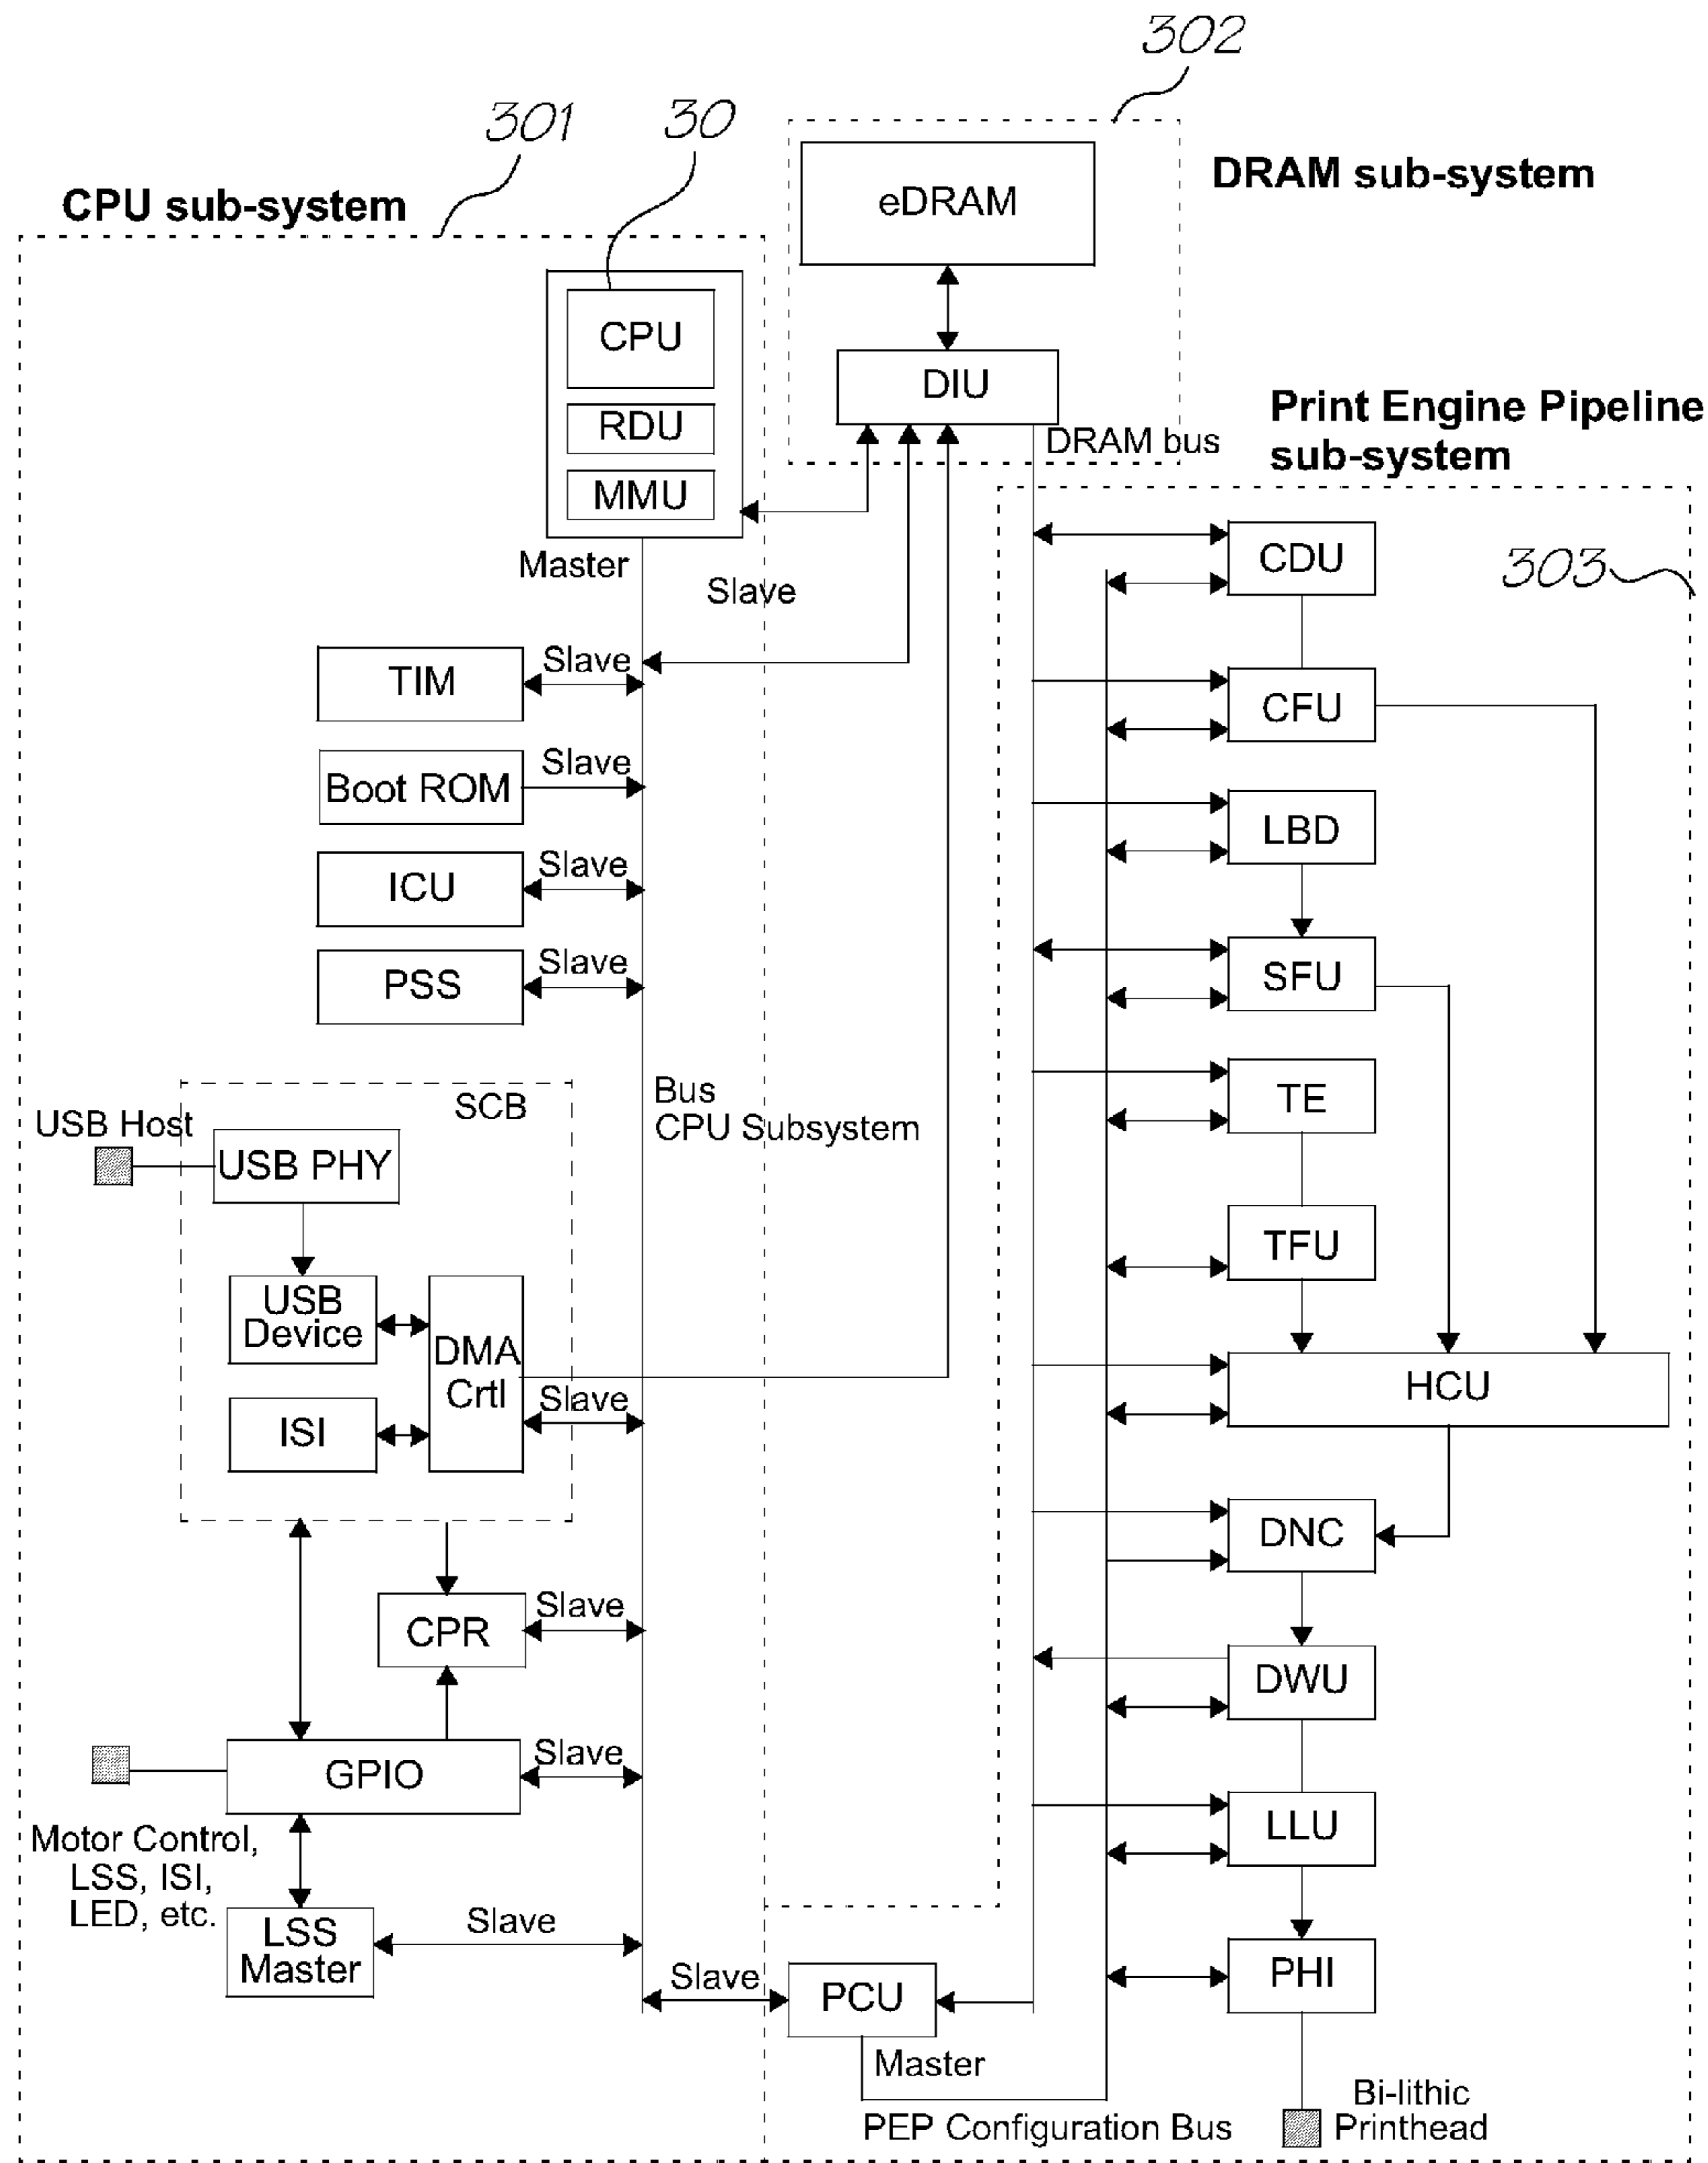 302
301
30
DRAM sub-system
CPU sub-system
eDRAM
CPU
DIU
RDU
MMU
DRAM bus
Print Engine Pipeline
sub-system
Master
Slave
CDU
303
TIM
Slave
CFU
Boot ROM
Slave
LBD
ICU
Slave
PSS
Slave
SFU
Bus
CPU Subsystem
TE
SCB
USB Host
USB PHY
TFU
USB
Device
DMA
Crtl
Slave
HCU
ISI
DNC
CPR
Slave
DWU
GPIO
Slave
Motor Control,
LSS, ISI,
LED, etc.
LLU
LSS
Master
Slave
Slave
PCU
PHI
Master
PEP Configuration Bus
Bi-lithic
Printhead